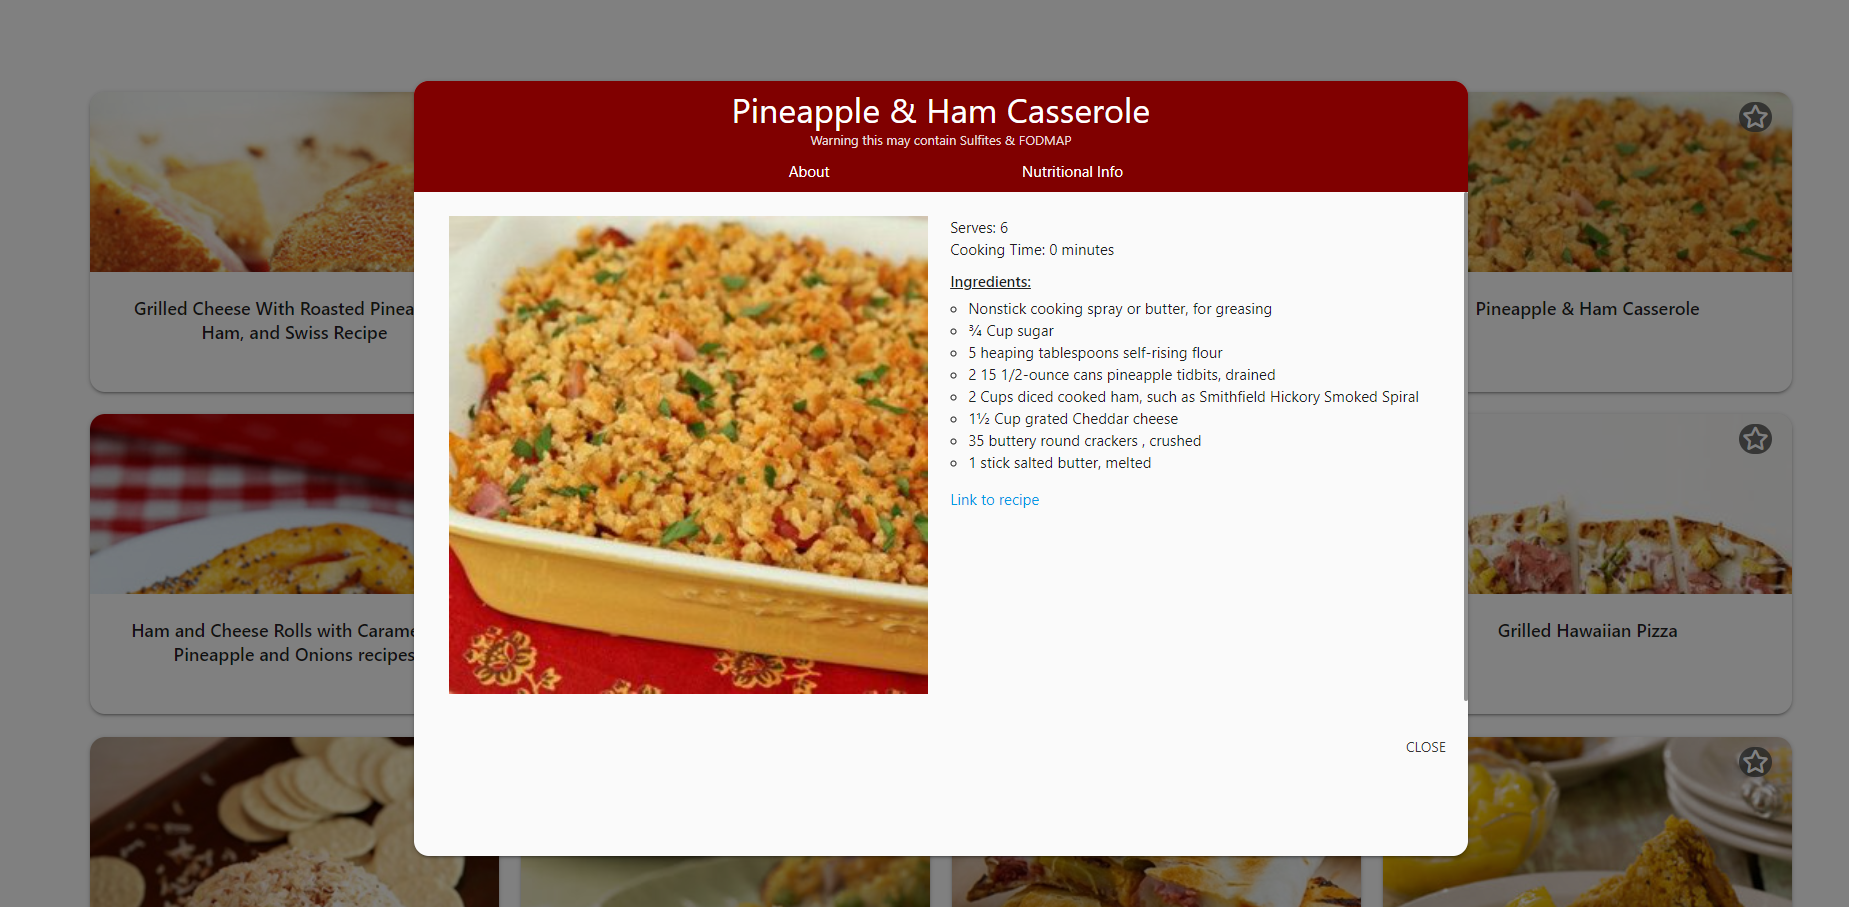 Pineapple & Ham Casserole
Warning this may contain Sulfites & FODMAP
About
Nutritional Info
Serves: 6
Cooking Time: 0 minutes
Ingredients:
Nonstick cooking spray or butter, for greasing
¾ Cup sugar
5 heaping tablespoons self-rising flour
2 15 1/2-ounce cans pineapple tidbits, drained
2 Cups diced cooked ham, such as Smithfield Hickory Smoked Spiral
1½ Cup grated Cheddar cheese
35 buttery round crackers , crushed
1 stick salted butter, melted
Link to recipe
CLOSE
Grilled Cheese With Roasted Pinea
Ham, and Swiss Recipe
Pineapple & Ham Casserole
Ham and Cheese Rolls with Carame
Pineapple and Onions recipes
Grilled Hawaiian Pizza